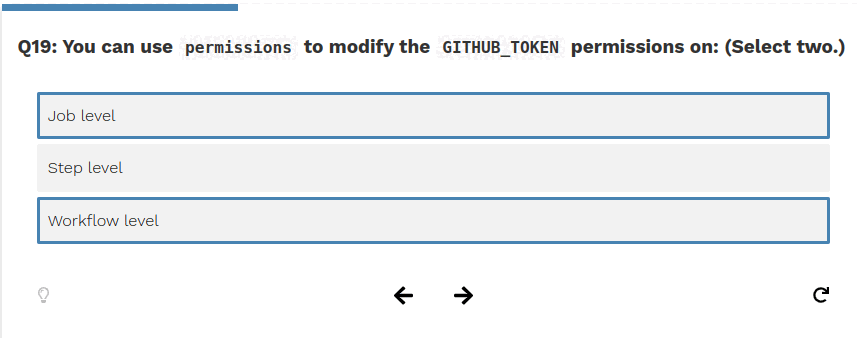 Q19: You can use permissions to modify the GITHUB_TOKEN permissions on: (Select two.)
Job level
Step level
Workflow level